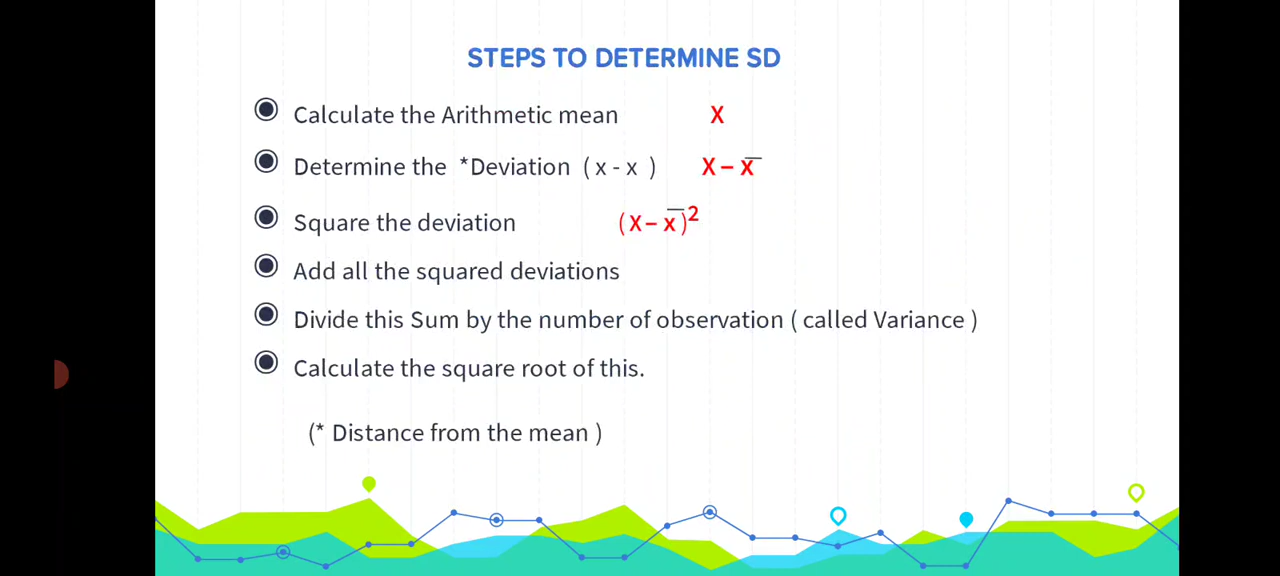 STEPS TO DETERMINE SD
Calculate the Arithmetic mean X
Determine the *Deviation ( x - x ) X – x̅
Square the deviation (X – x̅)²
Add all the squared deviations
Divide this Sum by the number of observation ( called Variance )
Calculate the square root of this.
(* Distance from the mean )